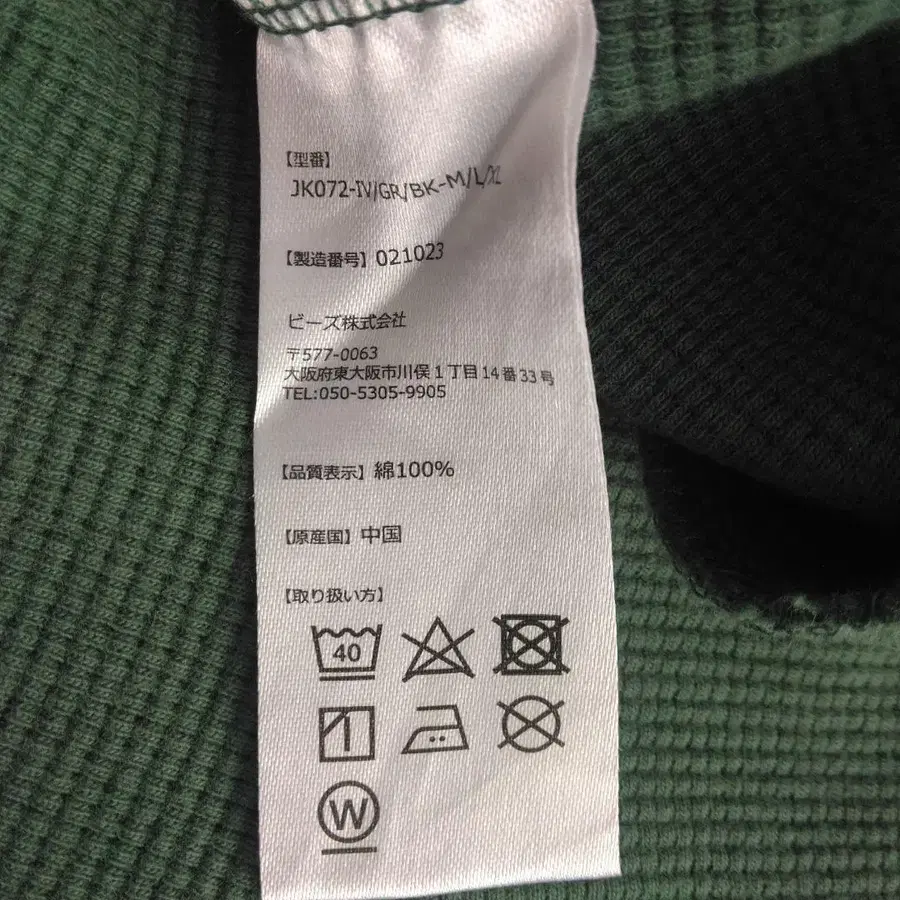 【型番】
JK072-IV/GR/BK-M/L/XL
【製造番号】021023
ビーズ株式会社
〒577-0063
大阪府東大阪市川俣1丁目14番33号
TEL:050-5305-9905
【品質表示】綿100%
【原産国】中国
【取り扱い方】
40
W